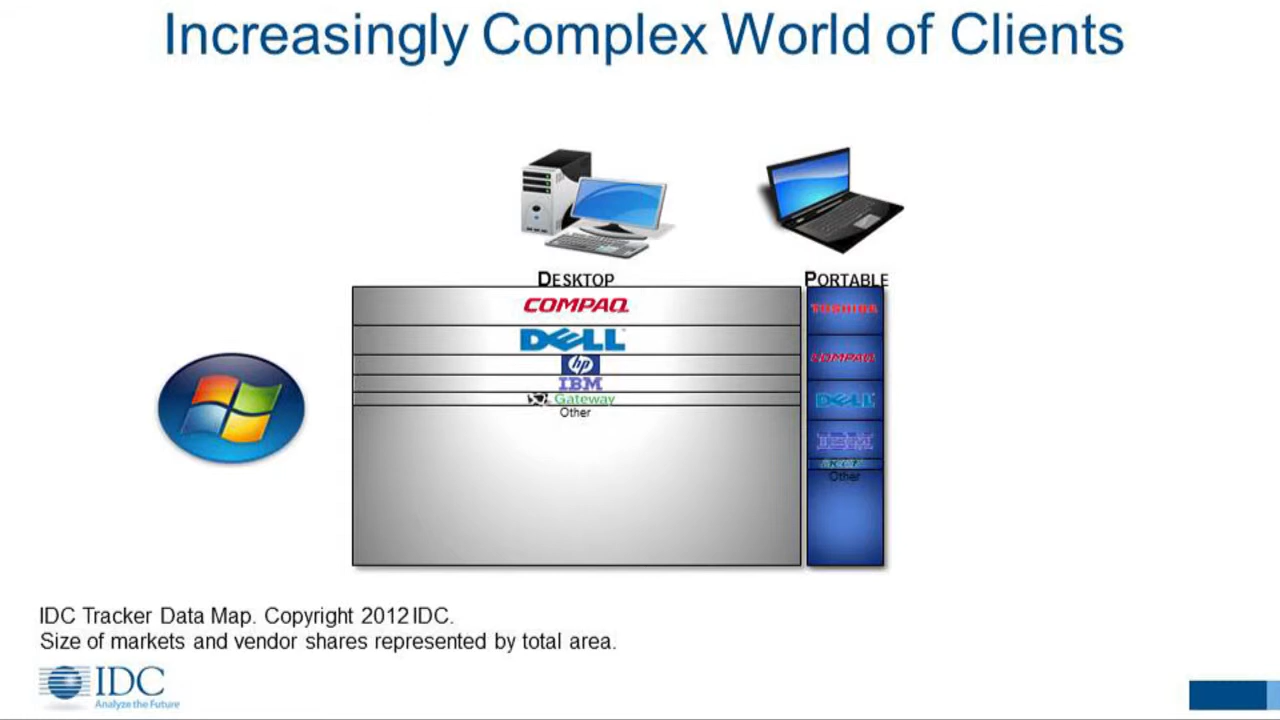 Increasingly Complex World of Clients
DESKTOP
PORTABLE
COMPAQ
DELL
hp
IBM
Gateway
Other
TOSHIBA
COMPAQ
DELL
IBM
Other
IDC Tracker Data Map. Copyright 2012 IDC.
Size of markets and vendor shares represented by total area.
IDC
Analyze the Future